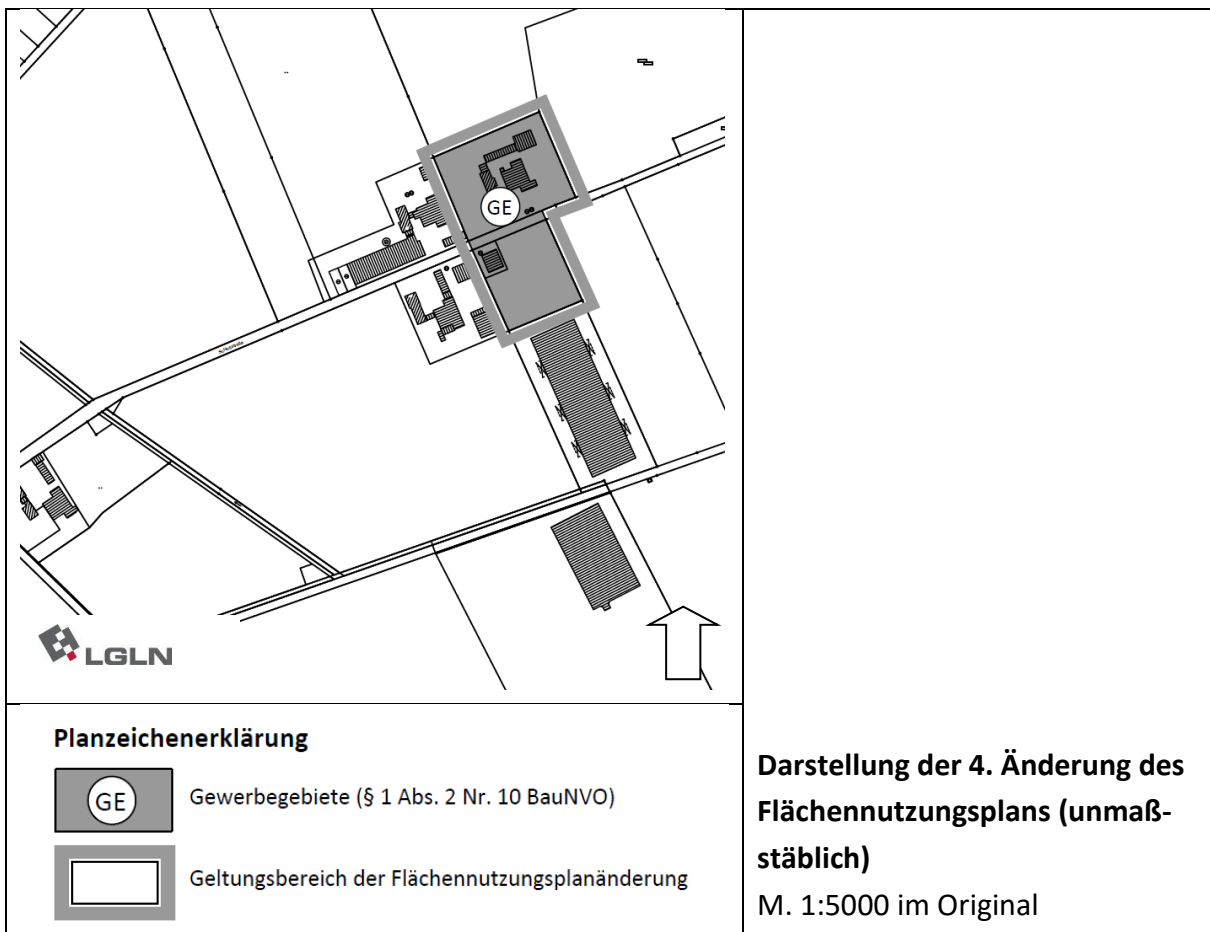 GE
LGLN
Planzeichenerklärung
GE
Gewerbegebiete (§ 1 Abs. 2 Nr. 10 BauNVO)
Geltungsbereich der Flächennutzungsplanänderung
Darstellung der 4. Änderung des
Flächennutzungsplans (unmaß-
stäblich)
M. 1:5000 im Original